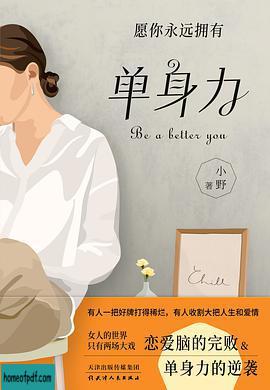 愿你永远拥有
单身力
Be a better you
小野
著
Chill
有人一把好牌打得稀烂，有人收割大把人生和爱情
女人的世界
只有两场大戏
恋爱脑的完败&
单身力的逆袭
天津出版传媒集团
天津人民出版社
homeofpdf.com